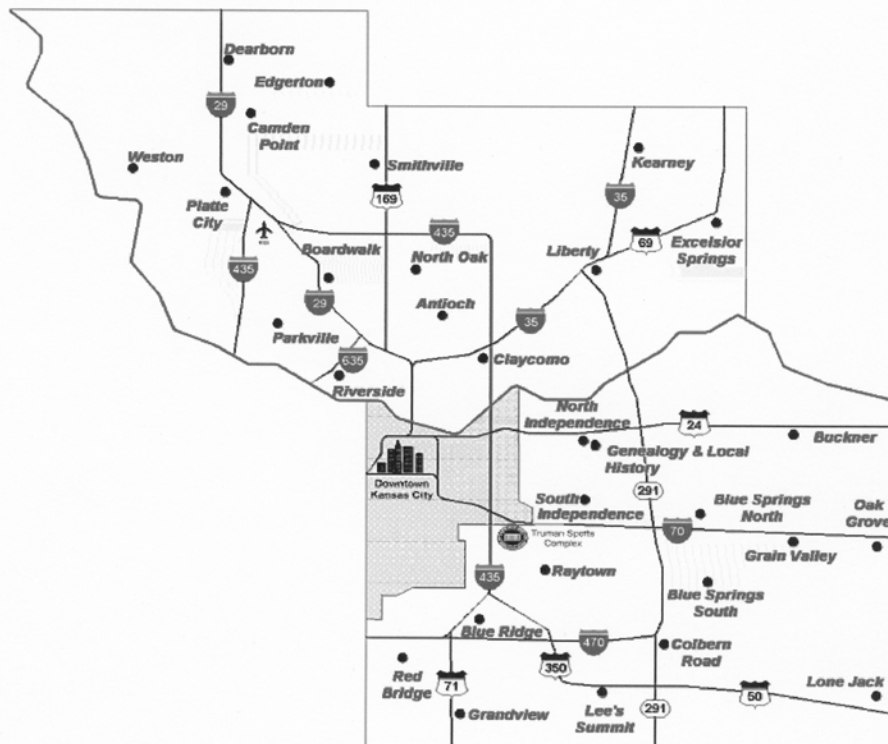 Dearborn
Edgerton
29
Camden
Point
Weston
Smithville
Kearney
Platte
City
169
35
435
69
Excelsior
Springs
Boardwalk
North Oak
Liberty
435
29
Antioch
35
Parkville
635
Claycomo
Riverside
North
Independence
24
Buckner
Genealogy & Local
History
Downtown
Kansas City
291
South
Independence
Blue Springs
North
Oak
Grove
70
Truman Sports
Complex
Grain Valley
435
Raytown
Blue Springs
South
Blue Ridge
470
Colbern
Road
Red
Bridge
350
71
50
Lone Jack
Lee's
Summit
291
Grandview